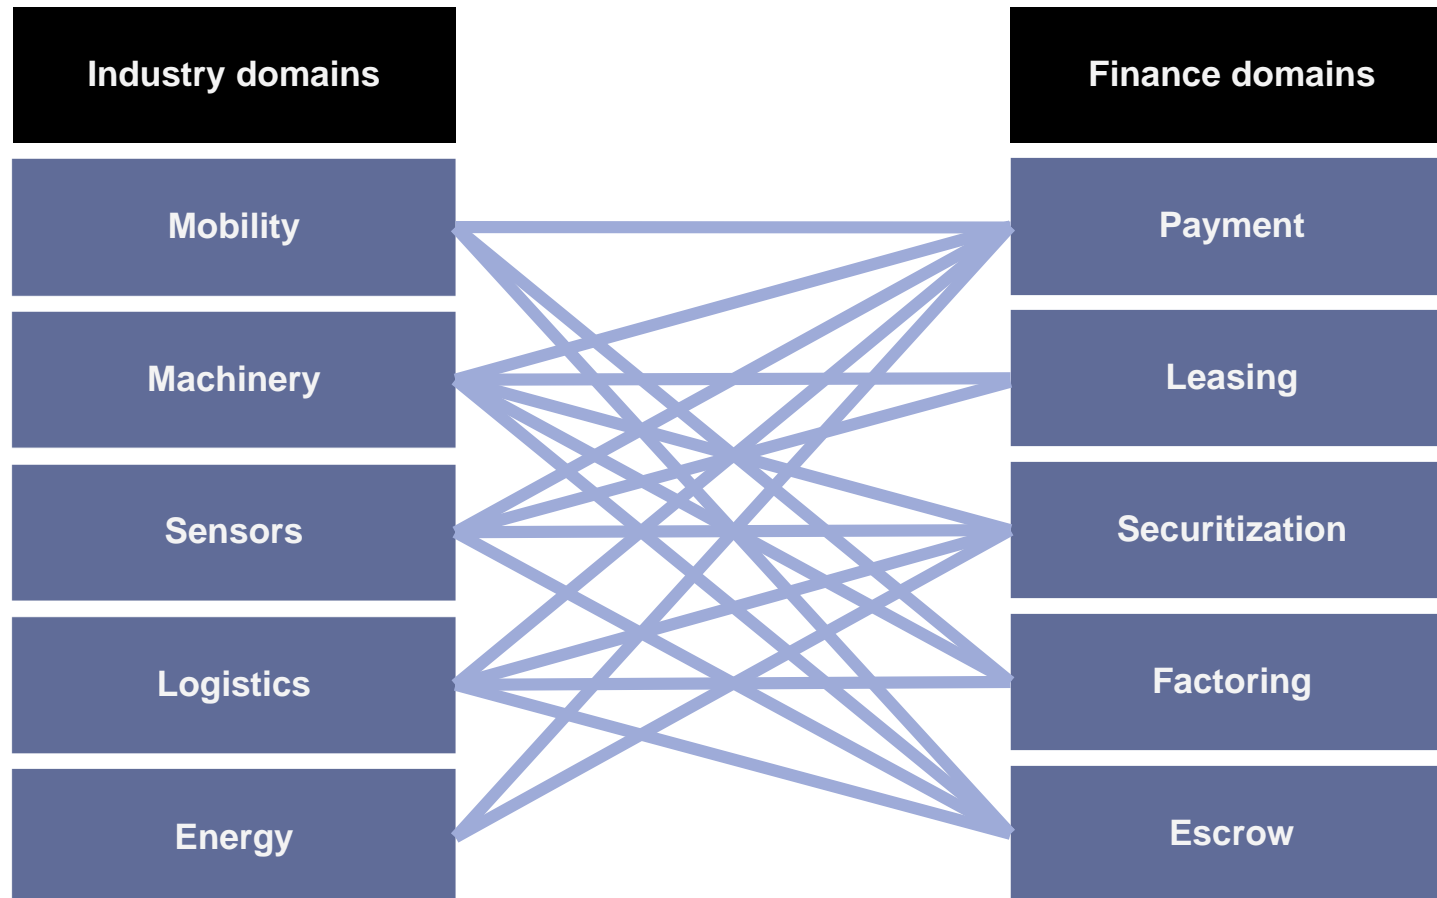 Industry domains
Finance domains
Mobility
Payment
Machinery
Leasing
Sensors
Securitization
Logistics
Factoring
Energy
Escrow